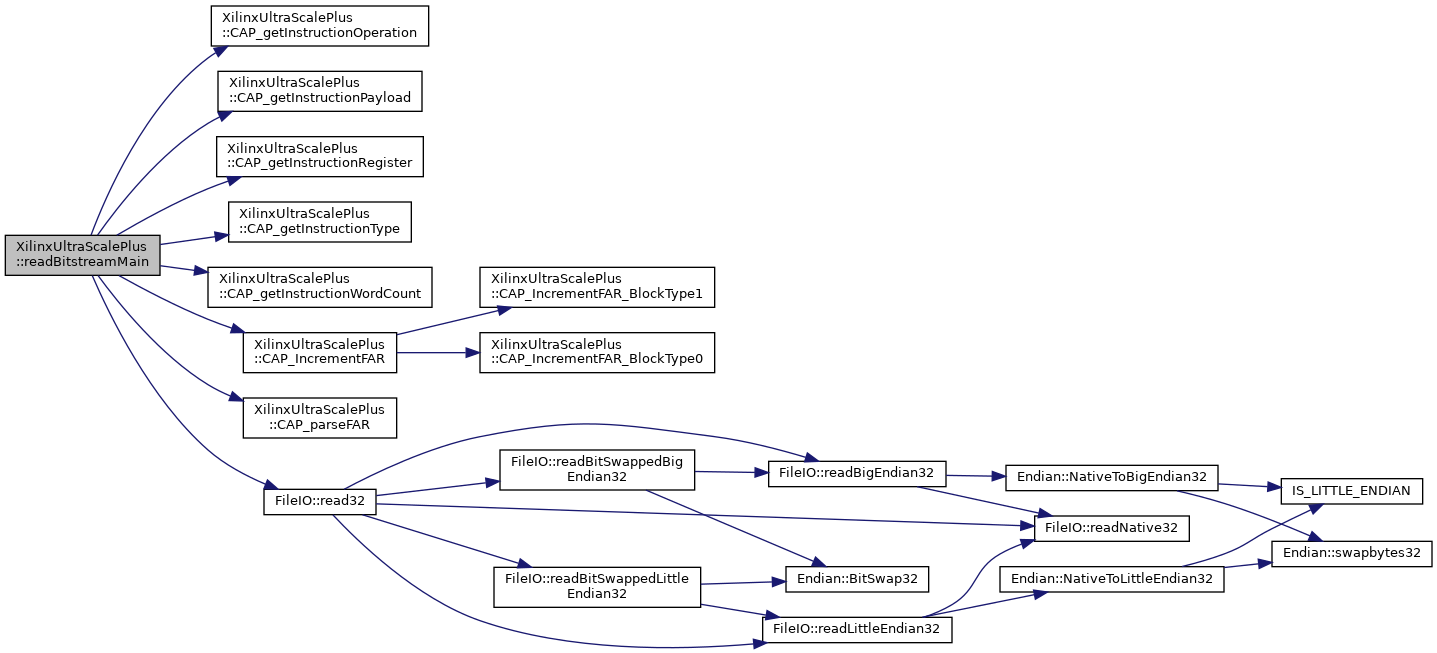 XilinxUltraScalePlus
::CAP_getInstructionOperation
XilinxUltraScalePlus
::CAP_getInstructionPayload
XilinxUltraScalePlus
::CAP_getInstructionRegister
XilinxUltraScalePlus
::CAP_getInstructionType
XilinxUltraScalePlus
::readBitstreamMain
XilinxUltraScalePlus
::CAP_getInstructionWordCount
XilinxUltraScalePlus
::CAP_IncrementFAR_BlockType1
XilinxUltraScalePlus
::CAP_IncrementFAR
XilinxUltraScalePlus
::CAP_IncrementFAR_BlockType0
XilinxUltraScalePlus
::CAP_parseFAR
FileIO::readBitSwappedBig
Endian32
FileIO::readBigEndian32
Endian::NativeToBigEndian32
IS_LITTLE_ENDIAN
FileIO::read32
FileIO::readNative32
Endian::swapbytes32
FileIO::readBitSwappedLittle
Endian32
Endian::BitSwap32
Endian::NativeToLittleEndian32
FileIO::readLittleEndian32